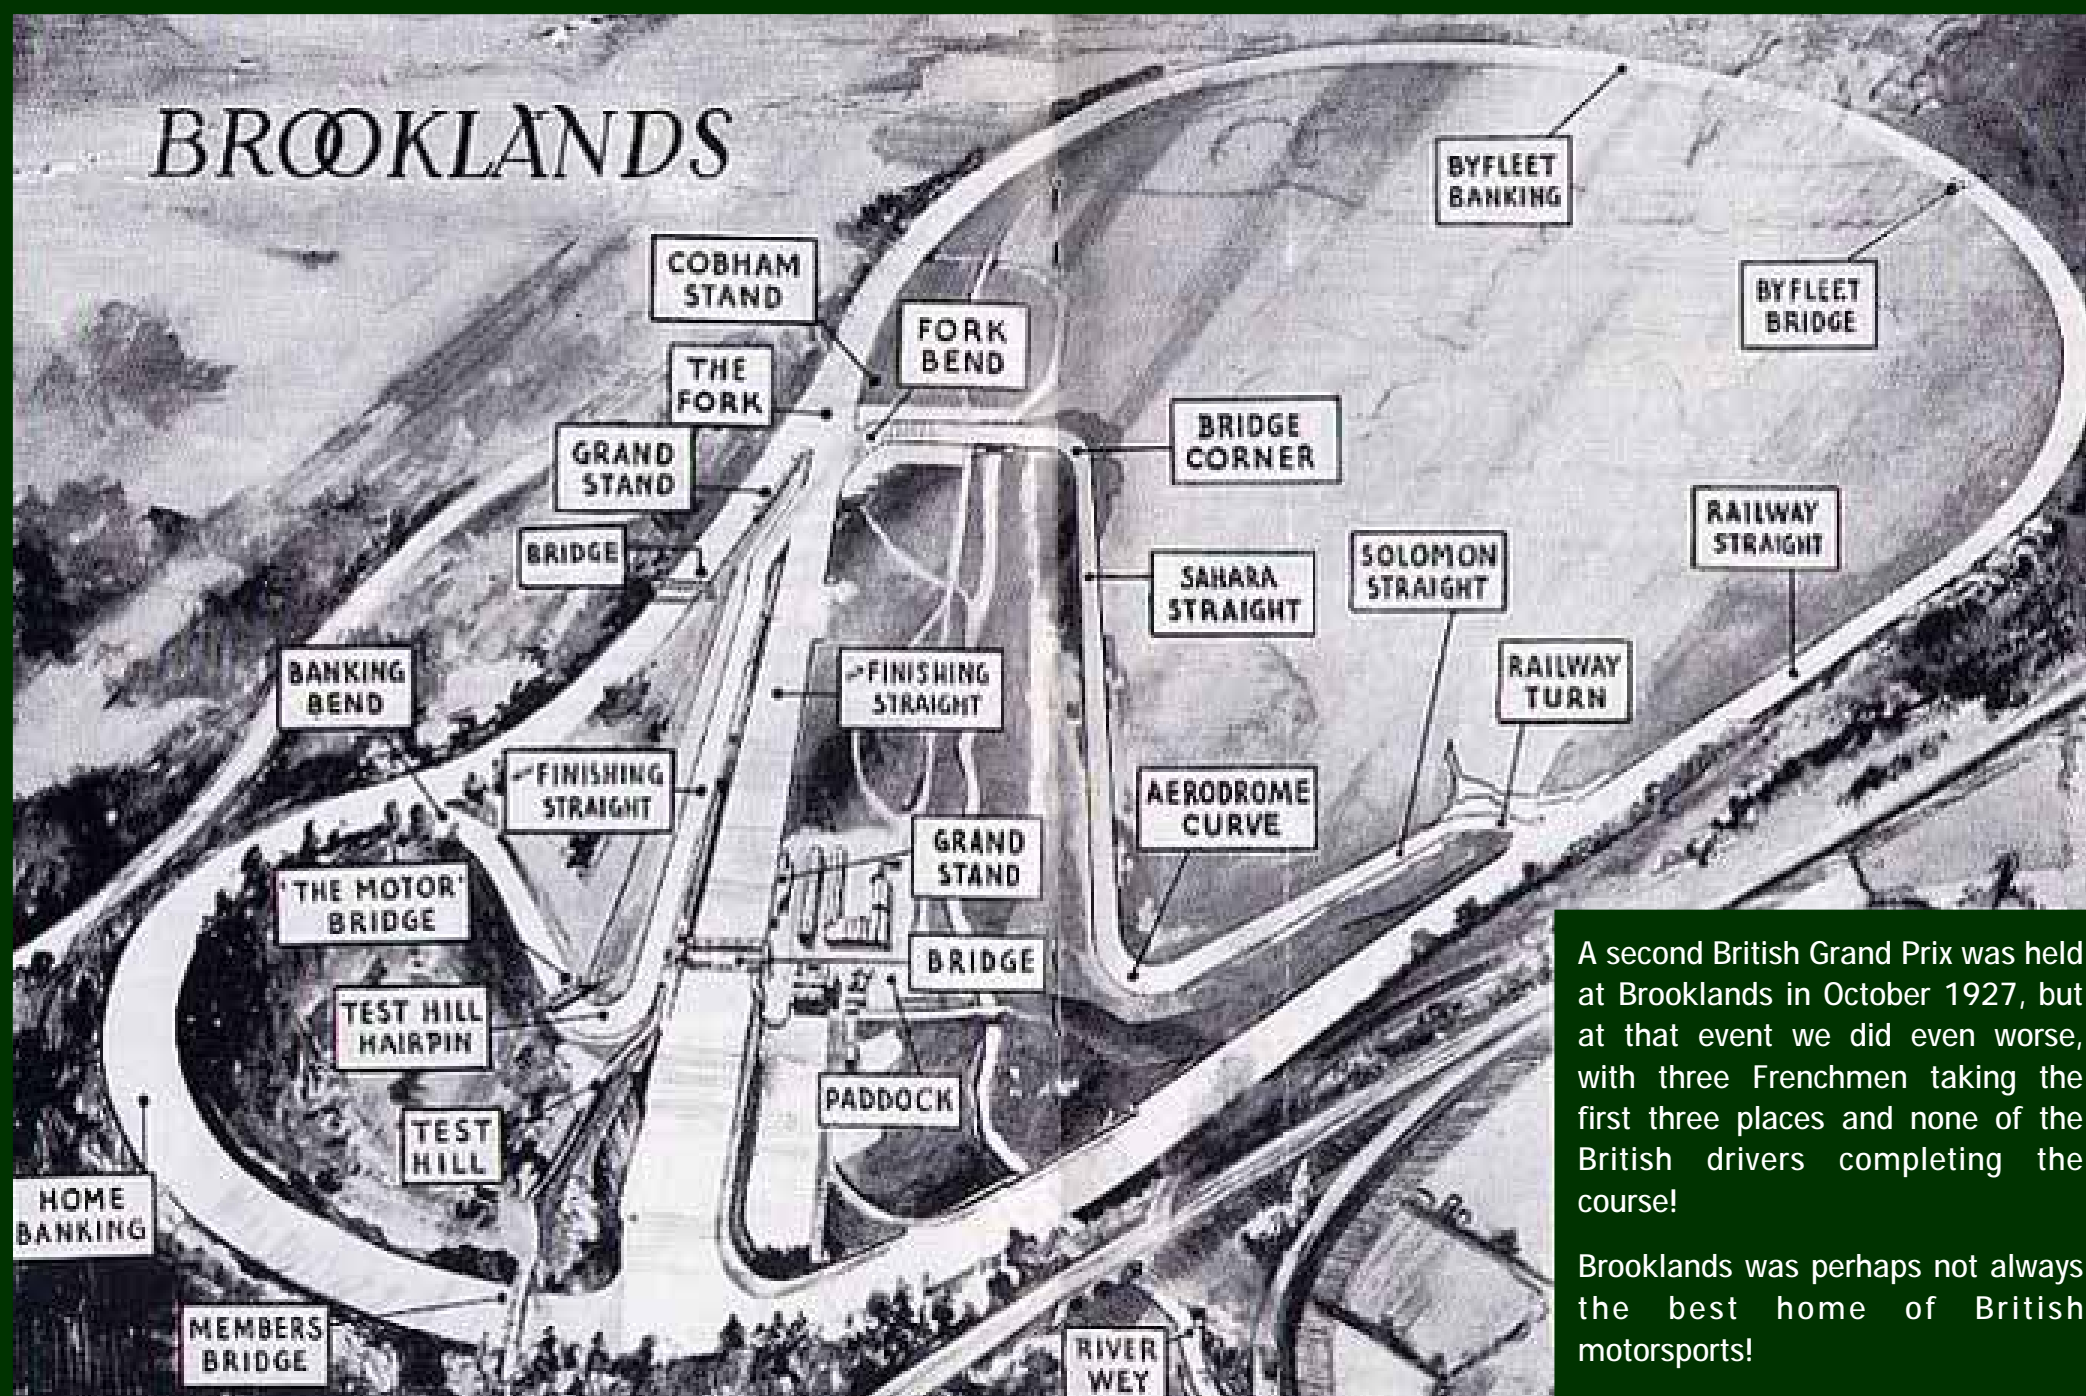 BROOKLANDS
BYFLEET
BANKING
BYFLEET
BRIDGE
COBHAM
STAND
FORK
BEND
THE
FORK
GRAND
STAND
BRIDGE
CORNER
BRIDGE
SAHARA
STRAIGHT
SOLOMON
STRAIGHT
RAILWAY
STRAIGHT
BANKING
BEND
FINISHING
STRAIGHT
RAILWAY
TURN
FINISHING
STRAIGHT
AERODROME
CURVE
GRAND
STAND
'THE MOTOR'
BRIDGE
BRIDGE
TEST HILL
HAIRPIN
PADDOCK
TEST
HILL
HOME
BANKING
MEMBERS
BRIDGE
RIVER
WEY
A second British Grand Prix was held
at Brooklands in October 1927, but
at that event we did even worse,
with three Frenchmen taking the
first three places and none of the
British drivers completing the
course!
Brooklands was perhaps not always
the best home of British
motorsports!